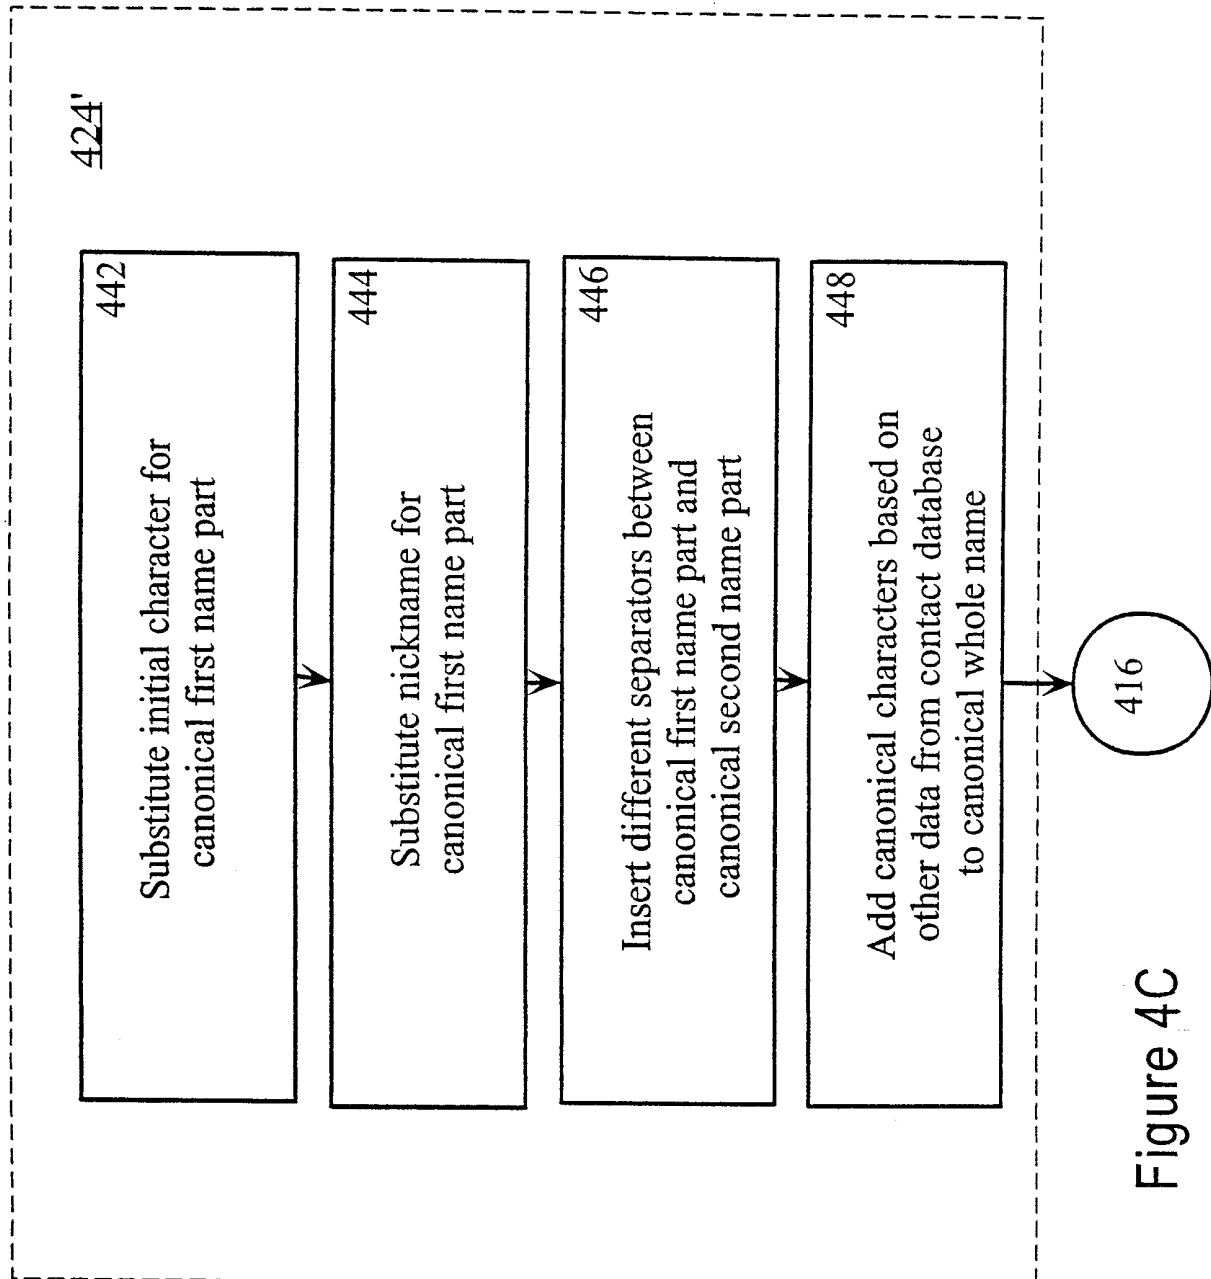 424'
442
Substitute initial character for
canonical first name part
444
Substitute nickname for
canonical first name part
446
Insert different separators between
canonical first name part and
canonical second name part
448
Add canonical characters based on
other data from contact database
to canonical whole name
416
Figure 4C